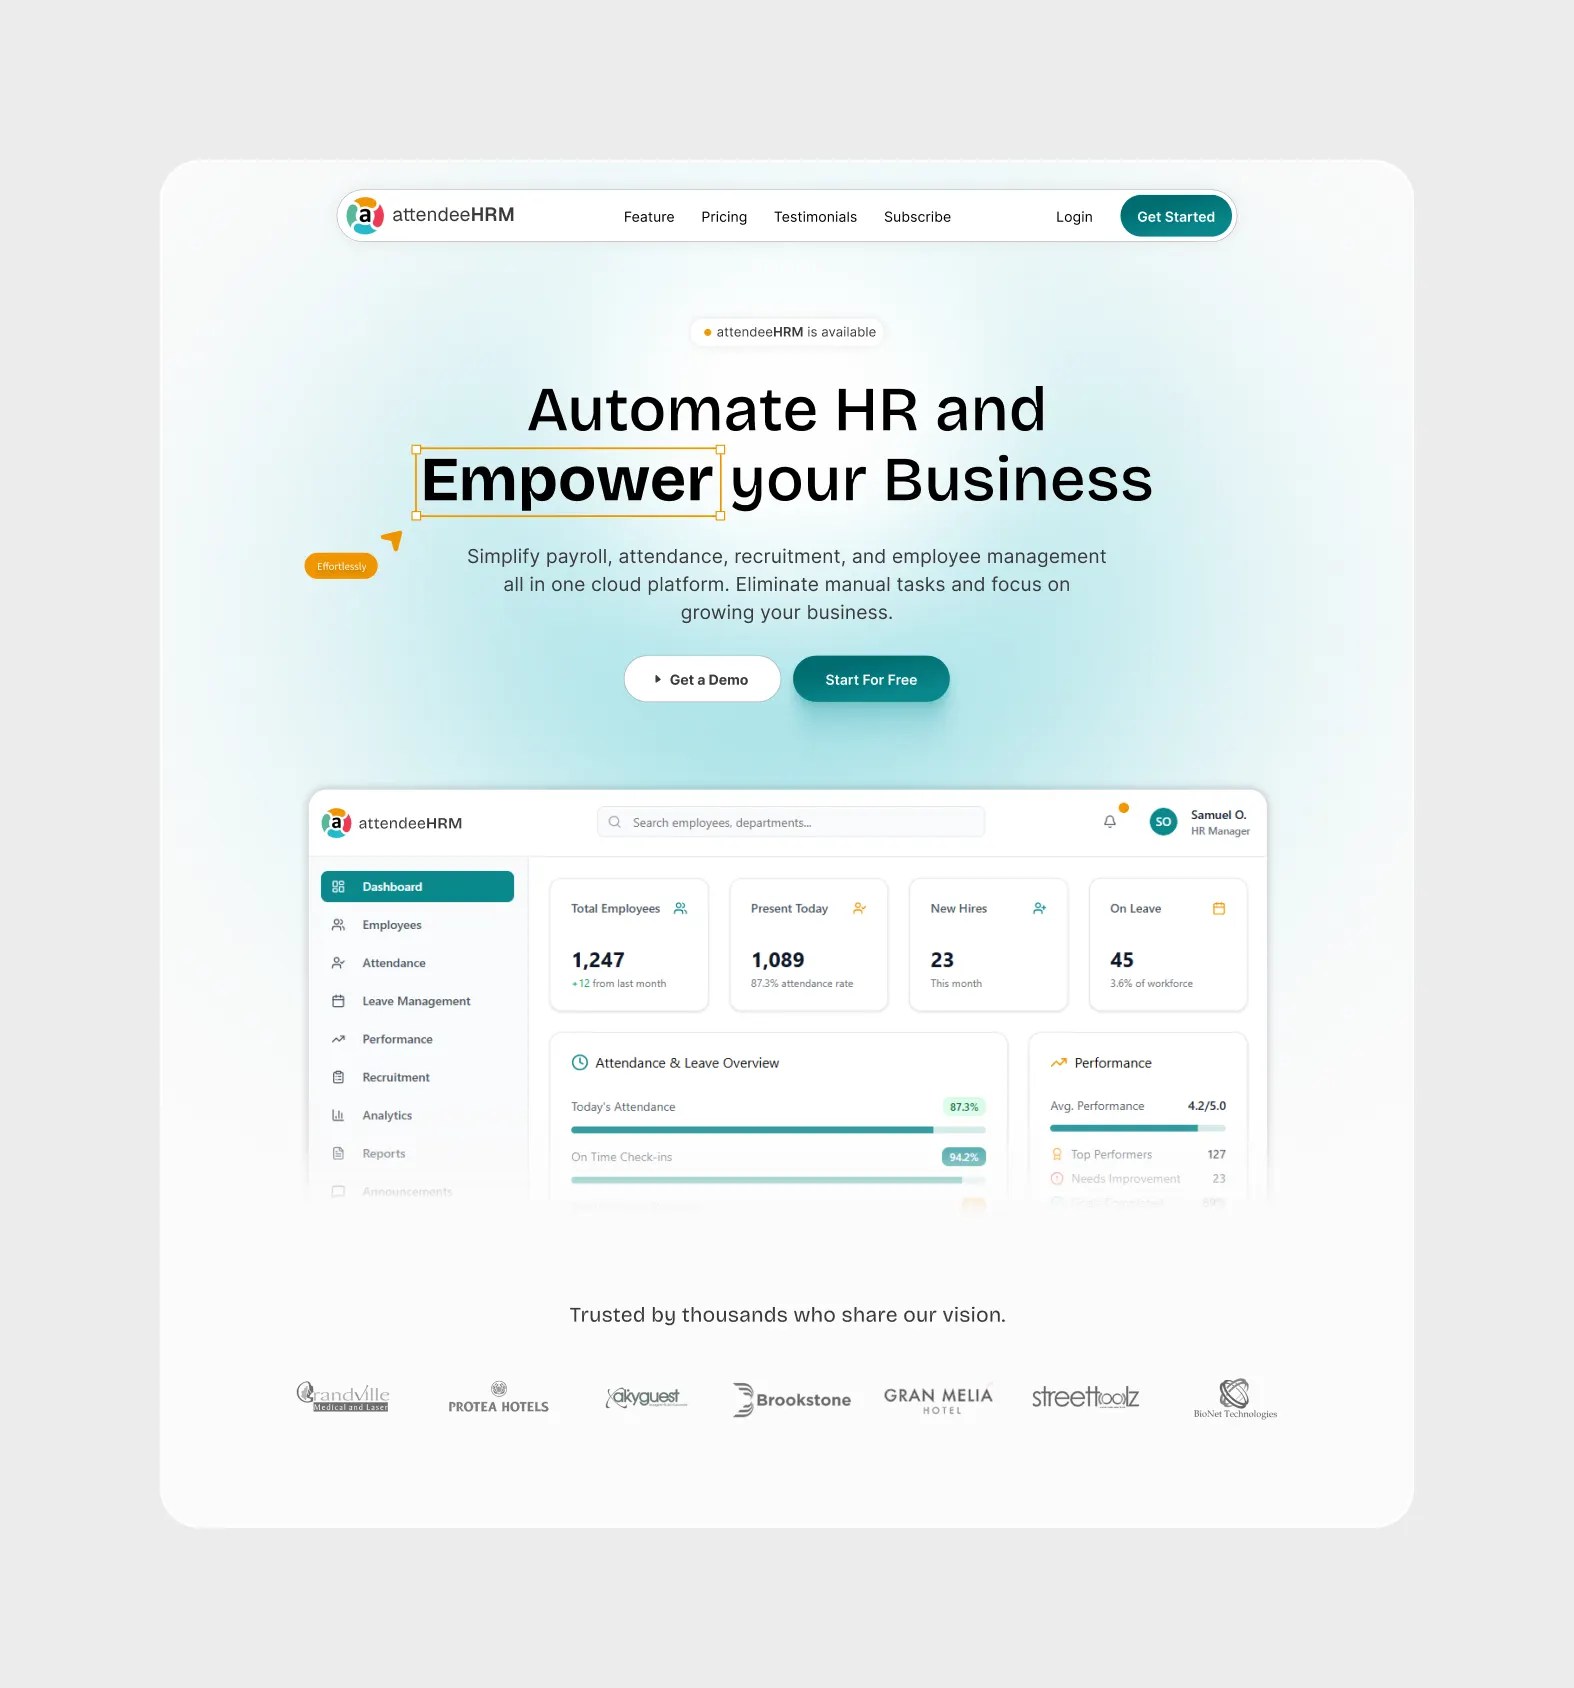 attendeeHRM
Feature
Pricing
Testimonials
Subscribe
Login
Get Started
attendeeHRM is available
Automate HR and
Empower your Business
Effortlessly
Simplify payroll, attendance, recruitment, and employee management
all in one cloud platform. Eliminate manual tasks and focus on
growing your business.
Get a Demo
Start For Free
attendeeHRM
Search employees, departments...
SO
Samuel O.
HR Manager
Dashboard
Employees
Attendance
Leave Management
Performance
Recruitment
Analytics
Reports
Announcements
Total Employees
1,247
+12 from last month
Present Today
1,089
87.3% attendance rate
New Hires
23
This month
On Leave
45
3.6% of workforce
Attendance & Leave Overview
Today's Attendance
87.3%
On Time Check-ins
94.2%
Performance
Avg. Performance
4.2/5.0
Top Performers
127
Needs Improvement
23
Goals Completed
89%
Trusted by thousands who share our vision.
Grandville
Medical and Laser
PROTEA HOTELS
akyguest
Brookstone
GRAN MELIA
HOTEL
streettoolz
BioNet Technologies